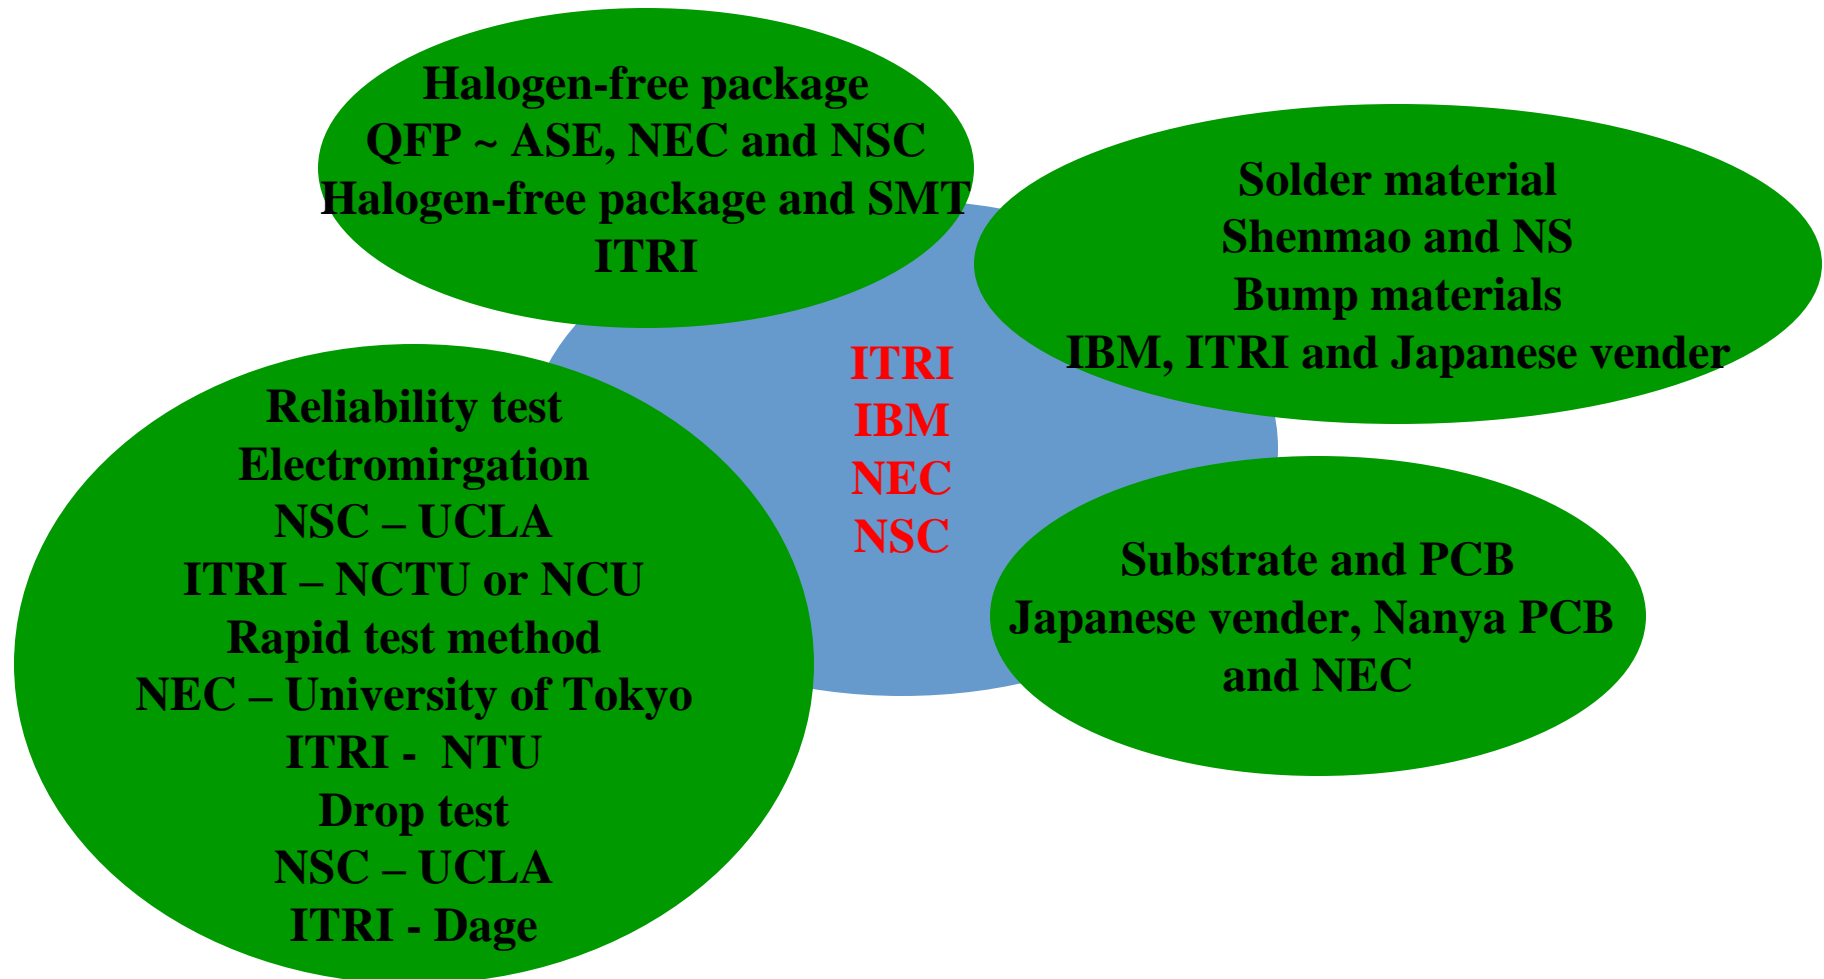 Halogen-free package
QFP ~ ASE, NEC and NSC
Halogen-free package and SMT
ITRI
Solder material
Shenmao and NS
Bump materials
IBM, ITRI and Japanese vender
ITRI
IBM
NEC
NSC
Reliability test
Electromirgation
NSC – UCLA
ITRI – NCTU or NCU
Rapid test method
NEC – University of Tokyo
ITRI -  NTU
Drop test
NSC – UCLA
ITRI - Dage
Substrate and PCB
Japanese vender, Nanya PCB
and NEC